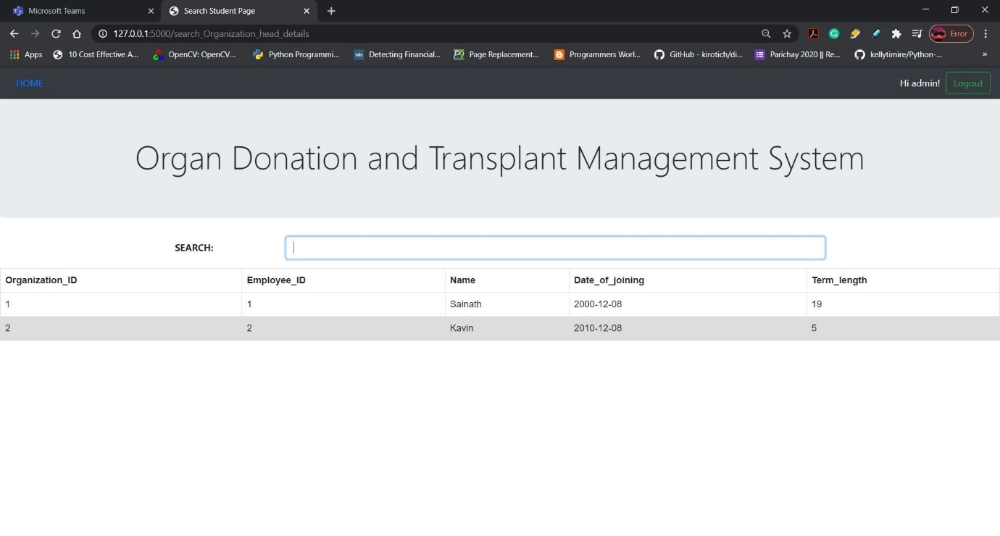 Microsoft Teams
Search Student Page
127.0.0.1:5000/search_Organization_head_details
Error
Apps
10 Cost Effective A...
OpenCV: OpenCV...
Python Programmi...
tds
Detecting Financial...
Page Replacement...
Programmers Worl...
GitHub - kirotich/di...
Parichay 2020 || Re...
kellytimire/Python-...
»
HOME
Hi admin!
Logout
Organ Donation and Transplant Management System
SEARCH:
Organization_ID Employee_ID Name Date_of_joining Term_length
1 1 Sainath 2000-12-08 19
2 2 Kavin 2010-12-08 5